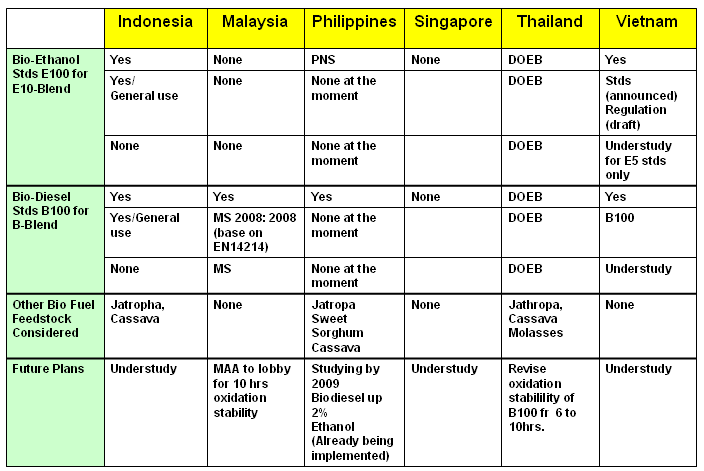 Indonesia Malaysia Philippines Singapore Thailand Vietnam
Bio-Ethanol
Stds E100 for
E10-Blend
Yes None PNS None DOEB Yes
Yes/
General use
None
None at the
moment
DOEB
Stds
(announced)
Regulation
(draft)
None None
None at the
moment
DOEB
Understudy
for E5 stds
only
Bio-Diesel
Stds B100 for
B-Blend
Yes Yes Yes None DOEB Yes
Yes/General
use
MS 2008: 2008
(base on
EN14214)
None at the
moment
DOEB B100
None MS
None at the
moment
DOEB Understudy
Other Bio Fuel
Feedstock
Considered
Jatropha,
Cassava
None
Jatropa
Sweet
Sorghum
Cassava
None
Jathropa,
Cassava
Molasses
None
Future Plans
Understudy
MAA to lobby
for 10 hrs
oxidation
stability
Studying by
2009
Biodiesel up
2%
Ethanol
(Already being
implemented)
Understudy
Revise
oxidation
stabilility of
B100 fr 6 to
10hrs.
Understudy